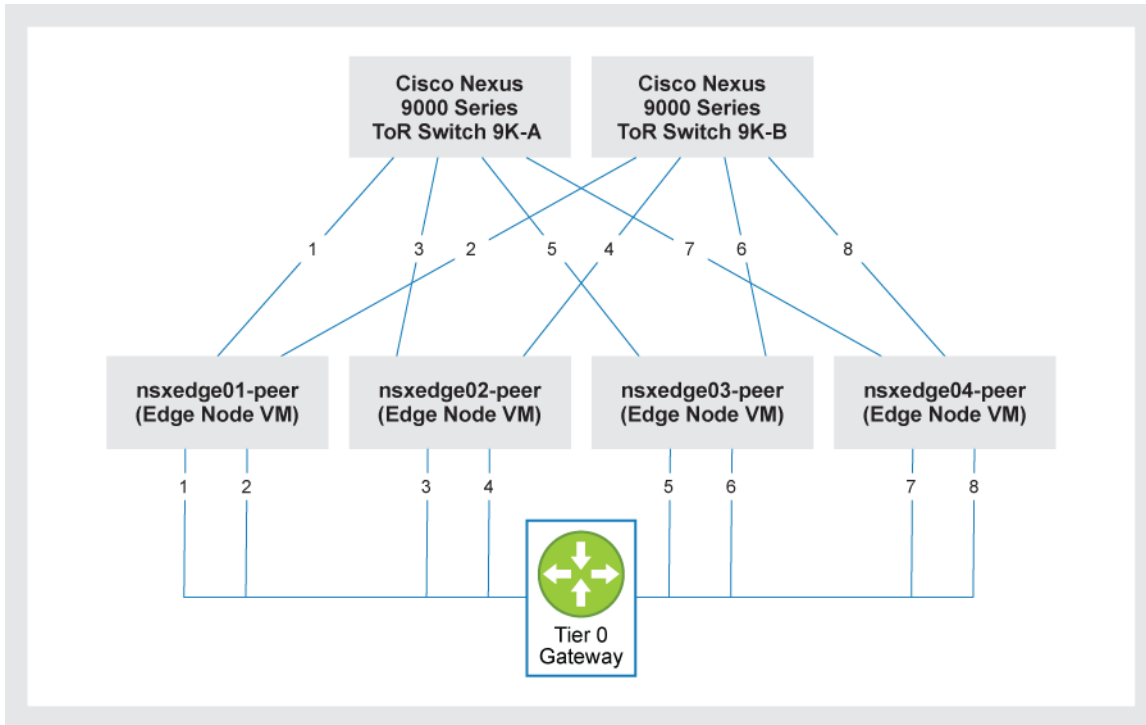 Cisco Nexus
9000 Series
ToR Switch 9K-A
Cisco Nexus
9000 Series
ToR Switch 9K-B
1
3
2
5
4
7
6
8
nsxedge01-peer
(Edge Node VM)
nsxedge02-peer
(Edge Node VM)
nsxedge03-peer
(Edge Node VM)
nsxedge04-peer
(Edge Node VM)
1
2
3
4
5
6
7
8
Tier 0
Gateway